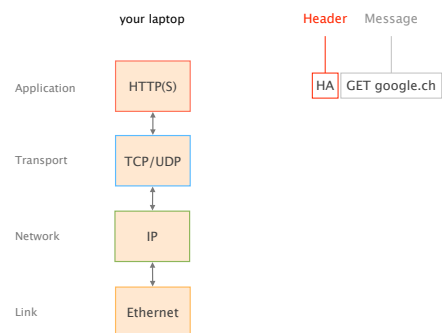 your laptop
Header Message
Application HTTP(S) HA GET google.ch
Transport TCP/UDP
Network IP
Link Ethernet